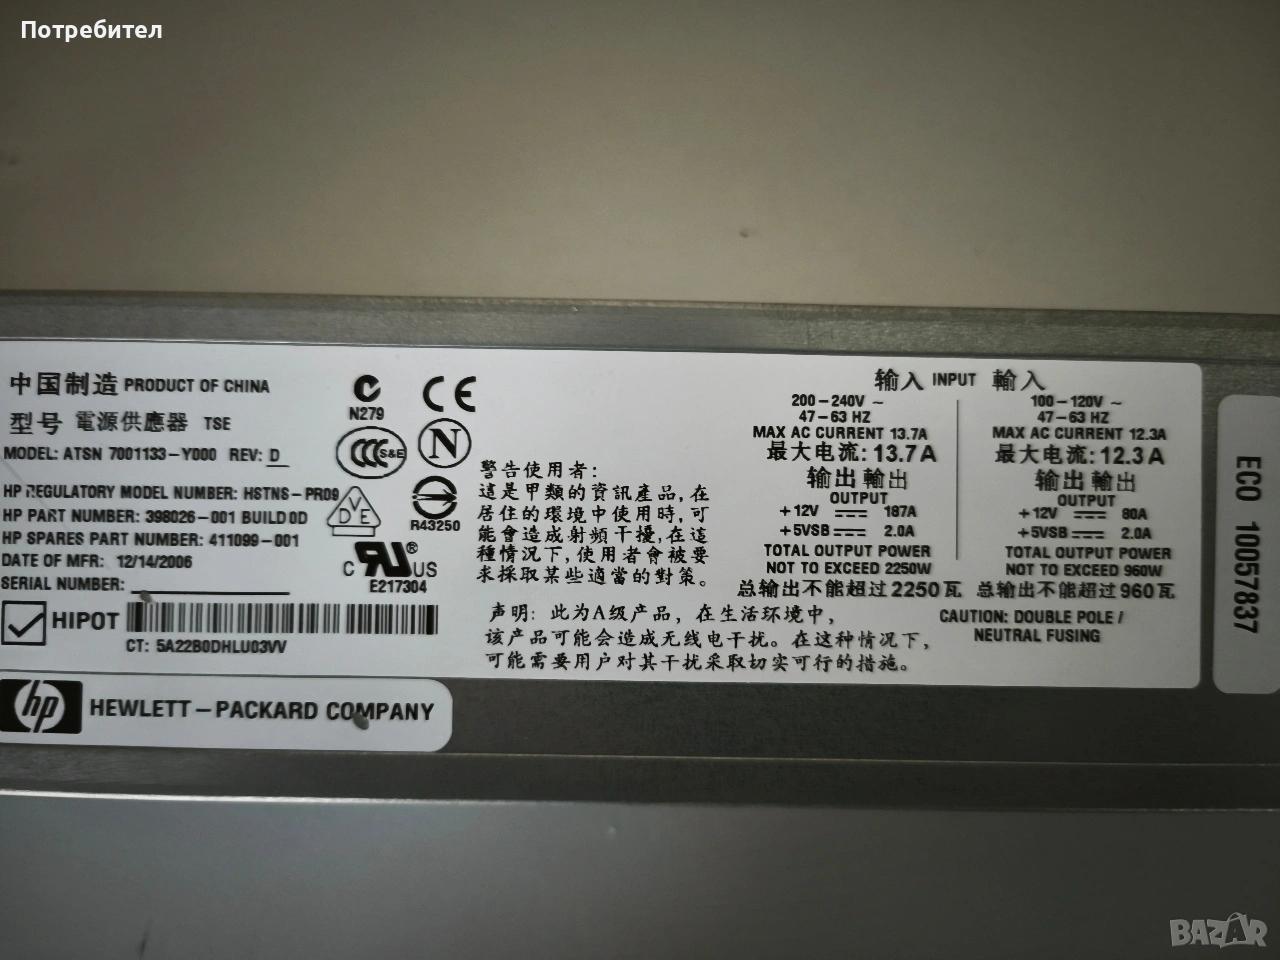 Потребител
中国制造 PRODUCT OF CHINA
型号 電源供應器 TSE
MODEL: ATSN 7001133-Y000 REV: D
HP REGULATORY MODEL NUMBER: HSTNS-PR09
HP PART NUMBER: 398026-001 BUILD 0D
HP SPARES PART NUMBER: 411099-001
DATE OF MFR: 12/14/2006
SERIAL NUMBER:
HIPOT
CT: 5A22B0DHLU03VV
hp HEWLETT-PACKARD COMPANY
N279
CE
CCC S&E
N
VDE
R43250
C RU ® US
E217304
警告使用者:
這是甲類的資訊產品,在
居住的環境中使用時,可
能會造成射頻干擾,在這
種情況下,使用者會被要
求採取某些適當的對策。
声明: 此为A级产品, 在生活环境中,
该产品可能会造成无线电干扰。在这种情况下,
可能需要用户对其干扰采取切实可行的措施。
输入 INPUT 輸入
200-240V ~
47-63 HZ
MAX AC CURRENT 13.7A
最大电流: 13.7A
输出 輸出
OUTPUT
+12V 187A
+5VSB 2.0A
TOTAL OUTPUT POWER
NOT TO EXCEED 2250W
总输出不能超过2250瓦
100-120V ~
47-63 HZ
MAX AC CURRENT 12.3A
最大电流: 12.3A
输出 輸出
OUTPUT
+12V 80A
+5VSB 2.0A
TOTAL OUTPUT POWER
NOT TO EXCEED 960W
总输出不能超过960瓦
CAUTION: DOUBLE POLE /
NEUTRAL FUSING
ECO 10057837
BAZAR